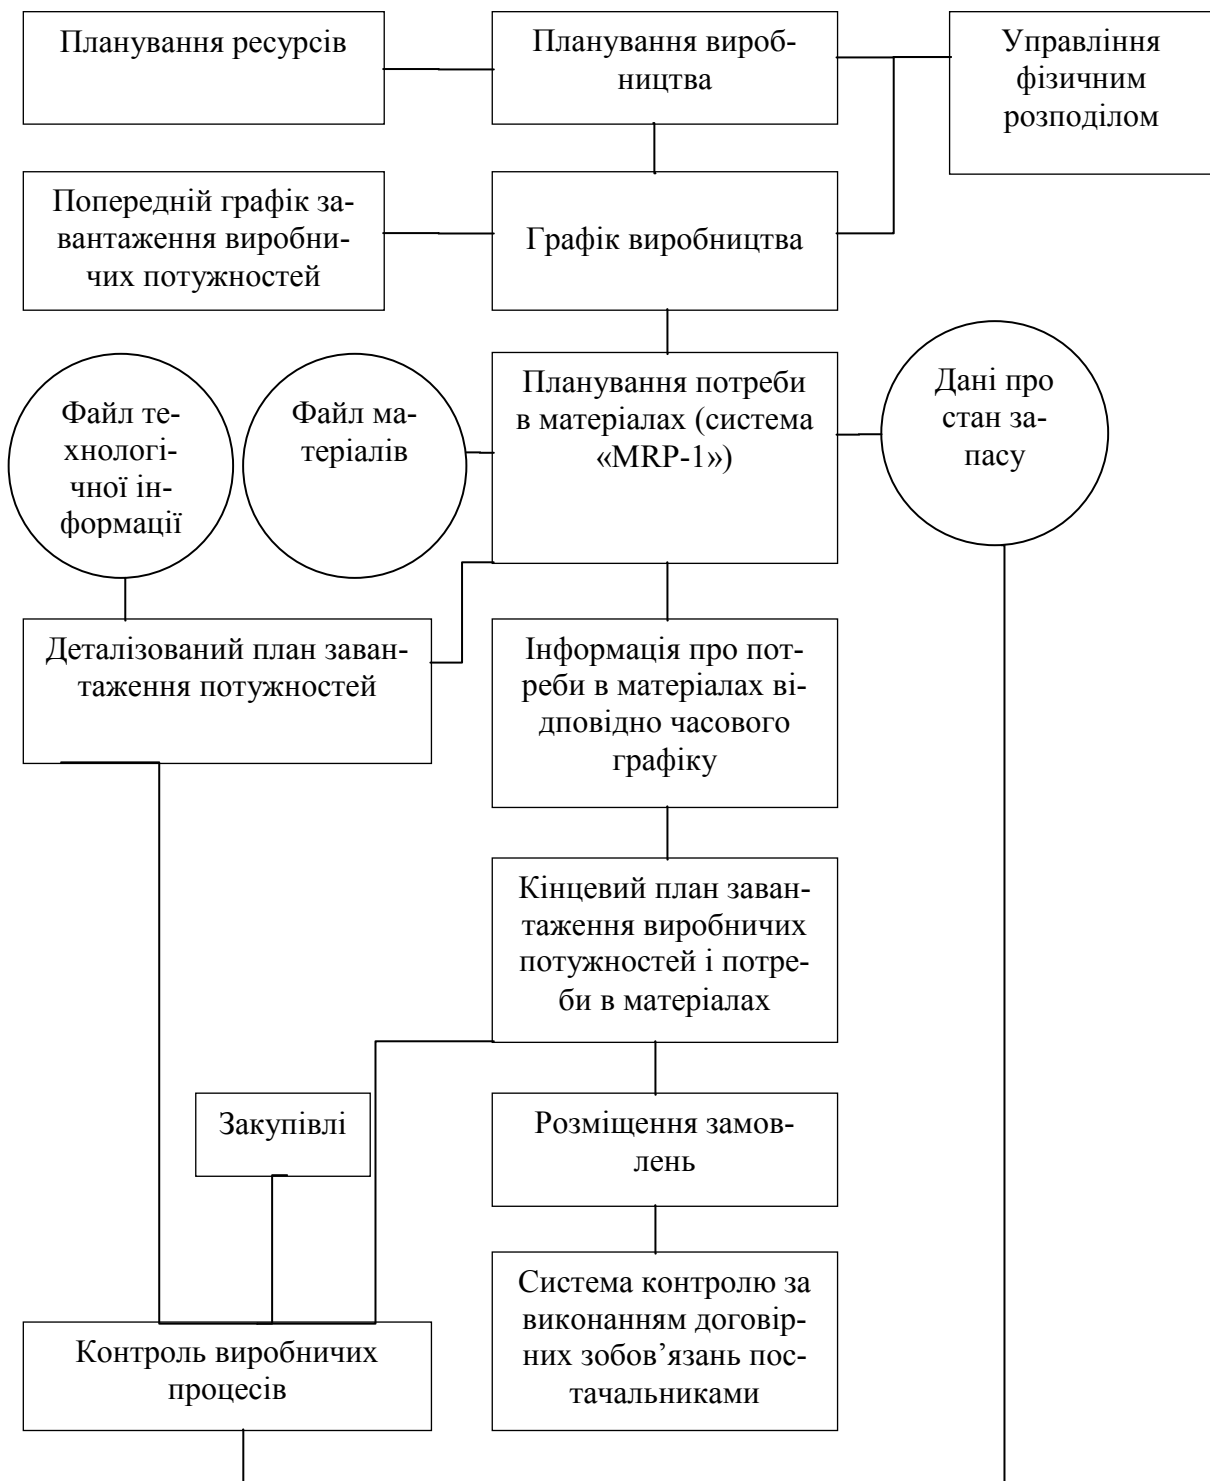 Планування ресурсів
Планування вироб-
ництва
Управління
фізичним
розподілом
Попередній графік за-
вантаження виробни-
чих потужностей
Графік виробництва
Файл те-
хнологі-
чної ін-
формації
Файл ма-
теріалів
Планування потреби
в матеріалах (система
«MRP-1»)
Дані про
стан за-
пасу
Деталізований план заван-
таження потужностей
Інформація про пот-
реби в матеріалах ві-
дповідно часового
графіку
Кінцевий план заван-
таження виробничих
потужностей і потре-
би в матеріалах
Закупівлі
Розміщення замов-
лень
Система контролю за
виконанням договір-
них зобов’язань пос-
тачальниками
Контроль виробничих
процесів